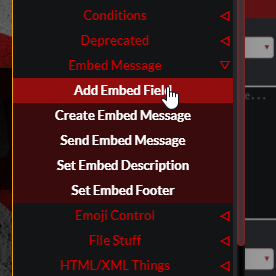 Conditions
Deprecated
Embed Message
Add Embed Field
Create Embed Message
Send Embed Message
Set Embed Description
Set Embed Footer
Emoji Control
File Stuff
HTML/XML Things